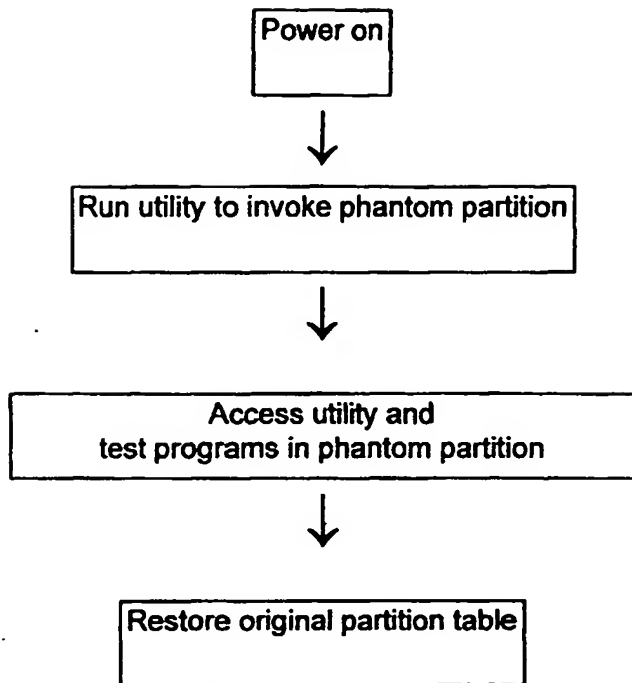 Power on
Run utility to invoke phantom partition
Access utility and
test programs in phantom partition
Restore original partition table